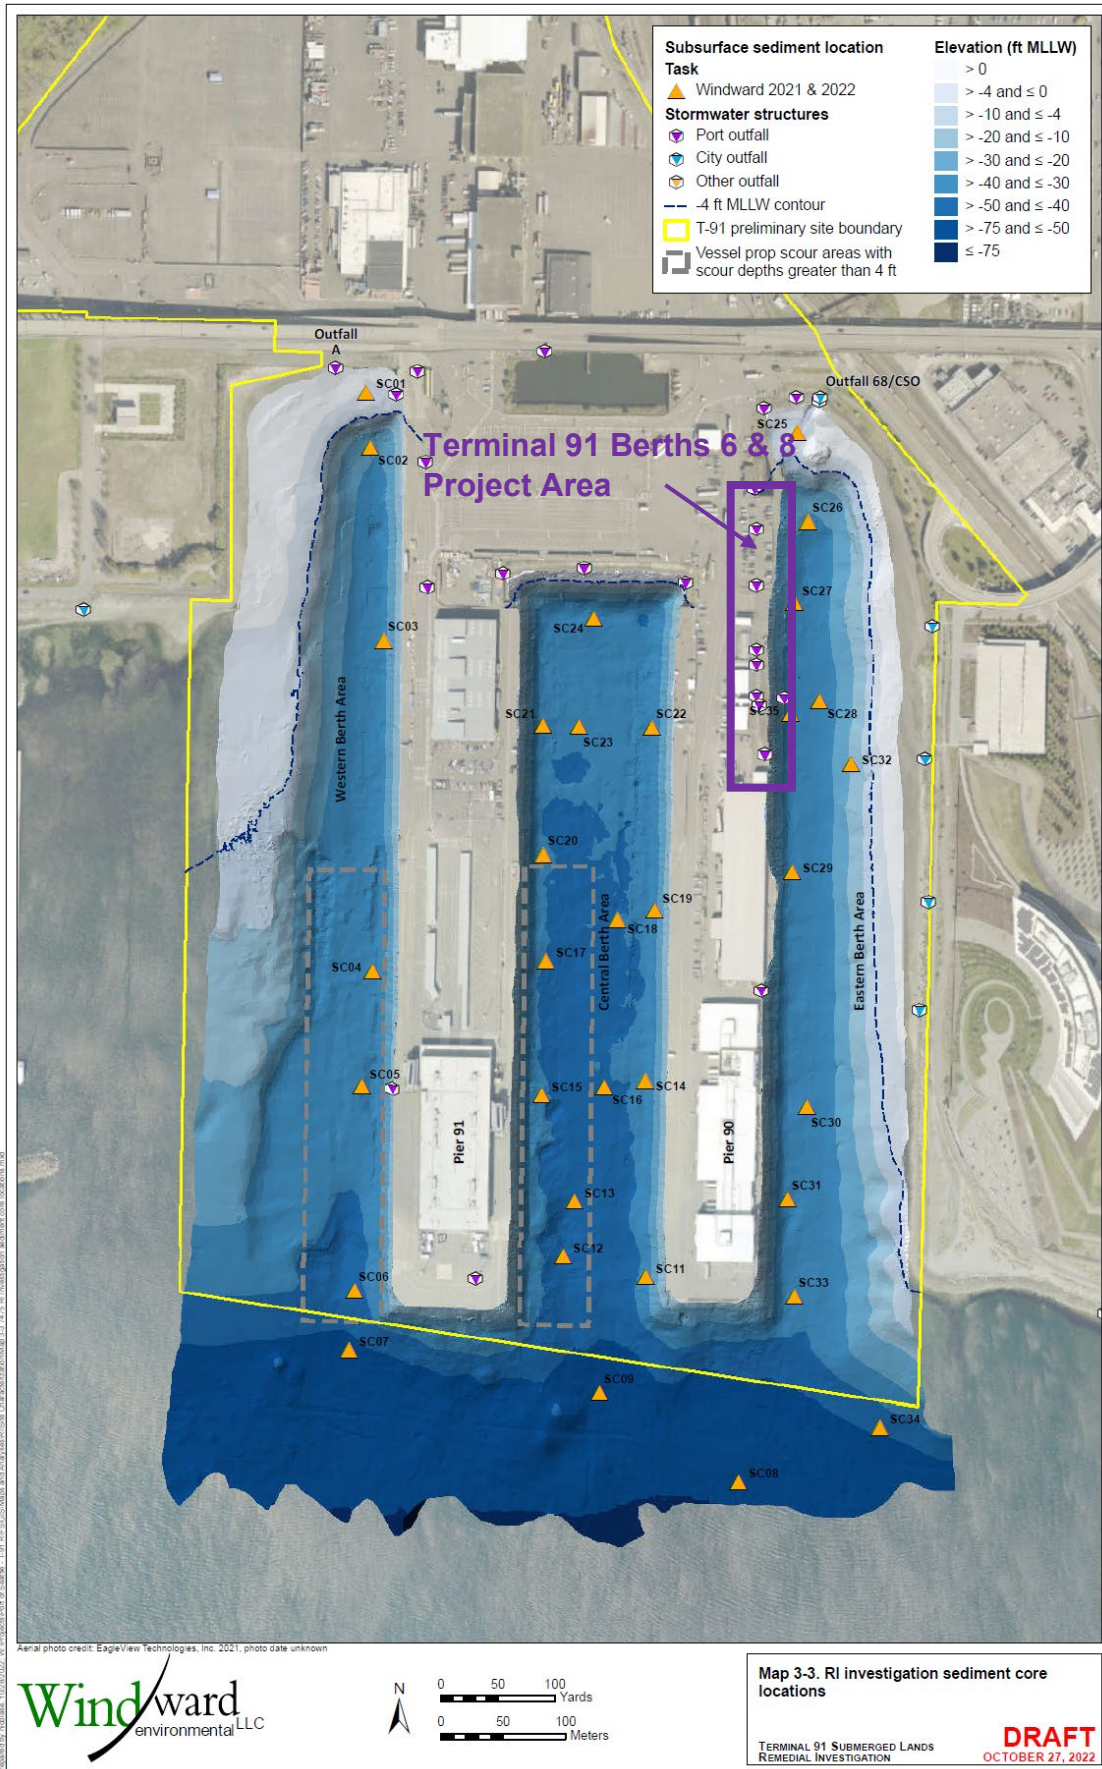 Subsurface sediment location
Task
Windward 2021 & 2022
Stormwater structures
Port outfall
City outfall
Other outfall
-4 ft MLLW contour
T-91 preliminary site boundary
Vessel prop scour areas with
scour depths greater than 4 ft
Elevation (ft MLLW)
> 0
> -4 and ≤ 0
> -10 and ≤ -4
> -20 and ≤ -10
> -30 and ≤ -20
> -40 and ≤ -30
> -50 and ≤ -40
> -75 and ≤ -50
≤ -75
Outfall
A
SC01
Outfall 68/CSO
SC25
SC02
Terminal 91 Berths 6 & 8
Project Area
SC26
SC27
SC24
SC03
Western Berth Area
SC21
SC23
SC22
SC35
SC28
SC32
SC20
SC29
SC19
SC18
Central Berth Area
Eastern Berth Area
SC17
SC04
SC05
SC15
SC16
SC14
SC30
Pier 91
Pier 90
SC31
SC13
SC12
SC11
SC06
SC33
SC07
SC09
SC34
SC08
Aerial photo credit: EagleView Technologies, Inc. 2021, photo date unknown
Windward
environmental LLC
N
0 50 100
Yards
0 50 100
Meters
Map 3-3. RI investigation sediment core
locations
TERMINAL 91 SUBMERGED LANDS
REMEDIAL INVESTIGATION
DRAFT
OCTOBER 27, 2022